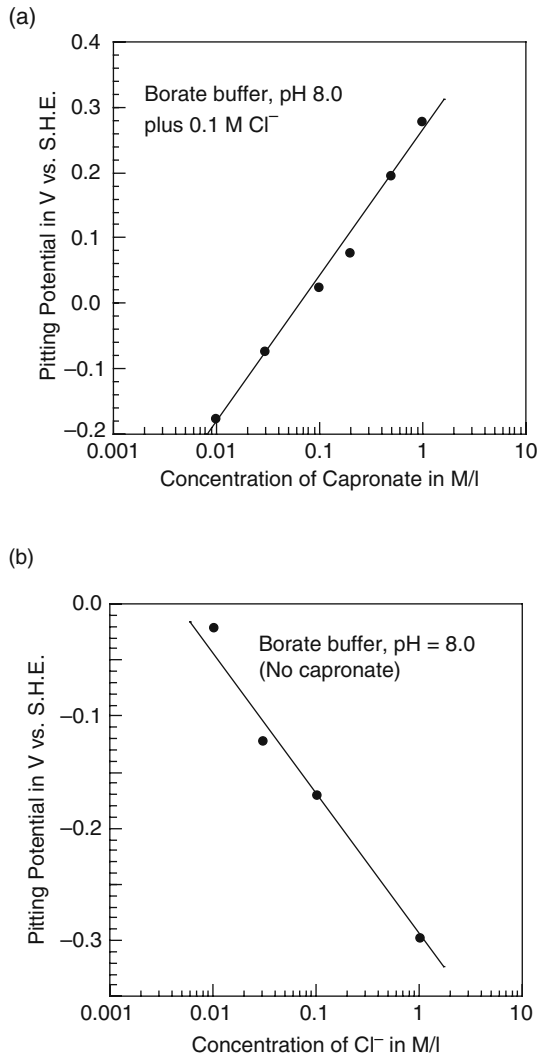 (a)
0.4
0.3
0.2
0.1
0.0
−0.1
−0.2
Pitting Potential in V vs. S.H.E.
Borate buffer, pH 8.0
plus 0.1 M Cl⁻
0.001
0.01
0.1
1
10
Concentration of Capronate in M/l
(b)
0.0
−0.1
−0.2
−0.3
Pitting Potential in V vs. S.H.E.
Borate buffer, pH = 8.0
(No capronate)
0.001
0.01
0.1
1
10
Concentration of Cl⁻ in M/l